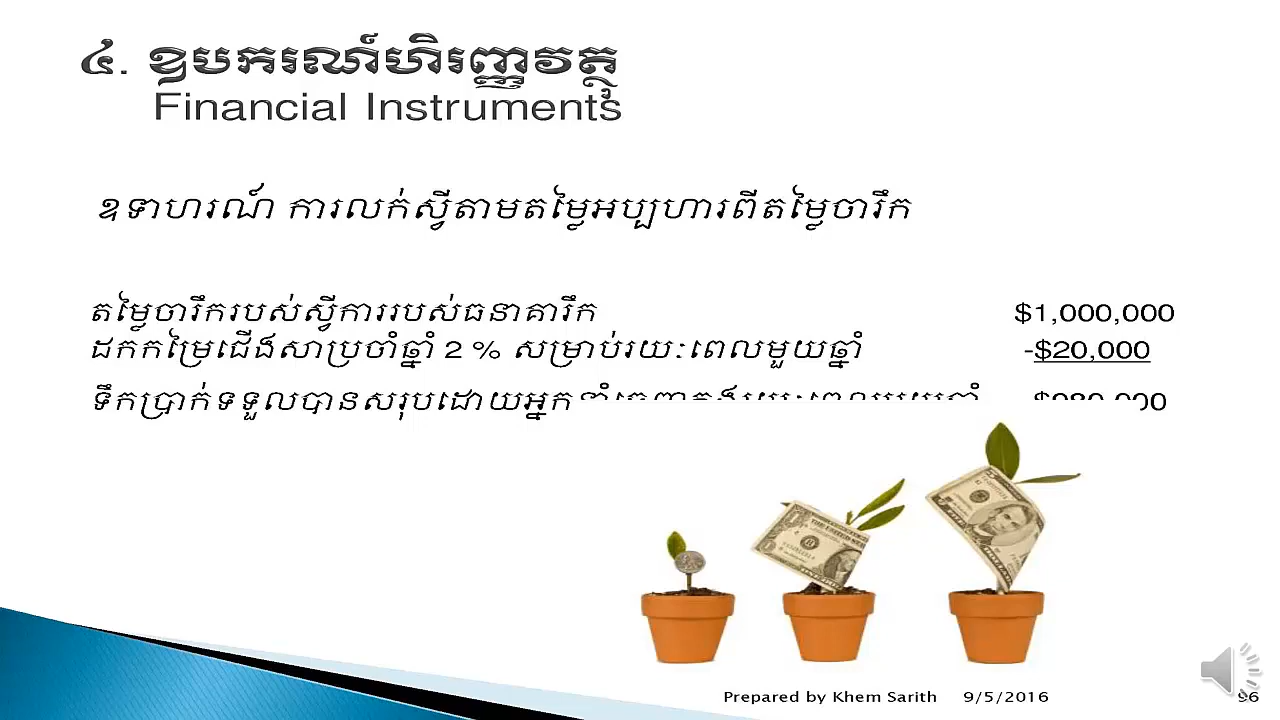 ៤. ឧបករណ៍ហិរញ្ញវត្ថុ
Financial Instruments
ឧទាហរណ៍ ការលក់ស្វីតាមតម្លៃអប្បហារពីតម្លៃចារឹក
តម្លៃចារឹករបស់ស្វីការរបស់ធនាគារឹក $1,000,000
ដកកម្រៃជើងសាប្រចាំឆ្នាំ 2 % សម្រាប់រយៈពេលមួយឆ្នាំ -$20,000
ទឹកប្រាក់ទទួលបានសរុបដោយអ្នក
Prepared by Khem Sarith 9/5/2016 96